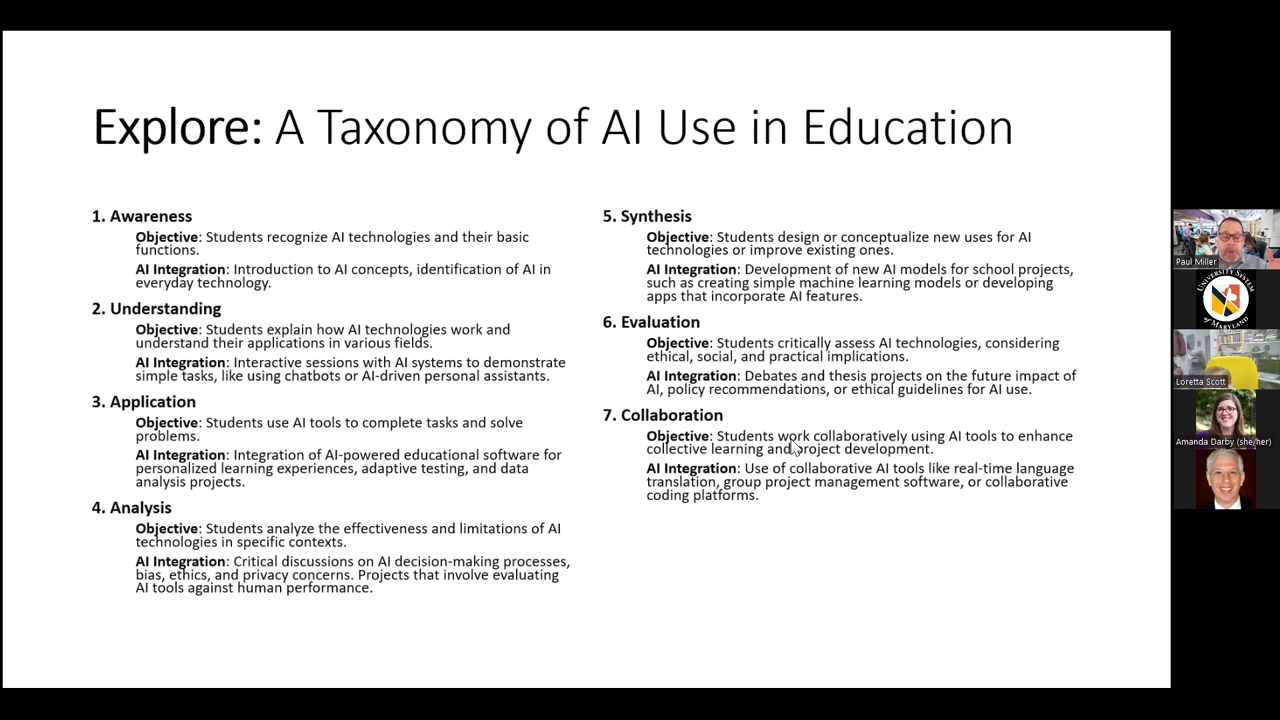 Explore: A Taxonomy of AI Use in Education
1. Awareness
Objective: Students recognize AI technologies and their basic
functions.
AI Integration: Introduction to AI concepts, identification of AI in
everyday technology.
2. Understanding
Objective: Students explain how AI technologies work and
understand their applications in various fields.
AI Integration: Interactive sessions with AI systems to demonstrate
simple tasks, like using chatbots or AI-driven personal assistants.
3. Application
Objective: Students use AI tools to complete tasks and solve
problems.
AI Integration: Integration of AI-powered educational software for
personalized learning experiences, adaptive testing, and data
analysis projects.
4. Analysis
Objective: Students analyze the effectiveness and limitations of AI
technologies in specific contexts.
AI Integration: Critical discussions on AI decision-making processes,
bias, ethics, and privacy concerns. Projects that involve evaluating
AI tools against human performance.
5. Synthesis
Objective: Students design or conceptualize new uses for AI
technologies or improve existing ones.
AI Integration: Development of new AI models for school projects,
such as creating simple machine learning models or developing
apps that incorporate AI features.
6. Evaluation
Objective: Students critically assess AI technologies, considering
ethical, social, and practical implications.
AI Integration: Debates and thesis projects on the future impact of
AI, policy recommendations, or ethical guidelines for AI use.
7. Collaboration
Objective: Students work collaboratively using AI tools to enhance
collective learning and project development.
AI Integration: Use of collaborative AI tools like real-time language
translation, group project management software, or collaborative
coding platforms.
Paul Miller
UNIVERSITY SYSTEM
of MARYLAND
Loretta Scott
Amanda Darby (she/her)